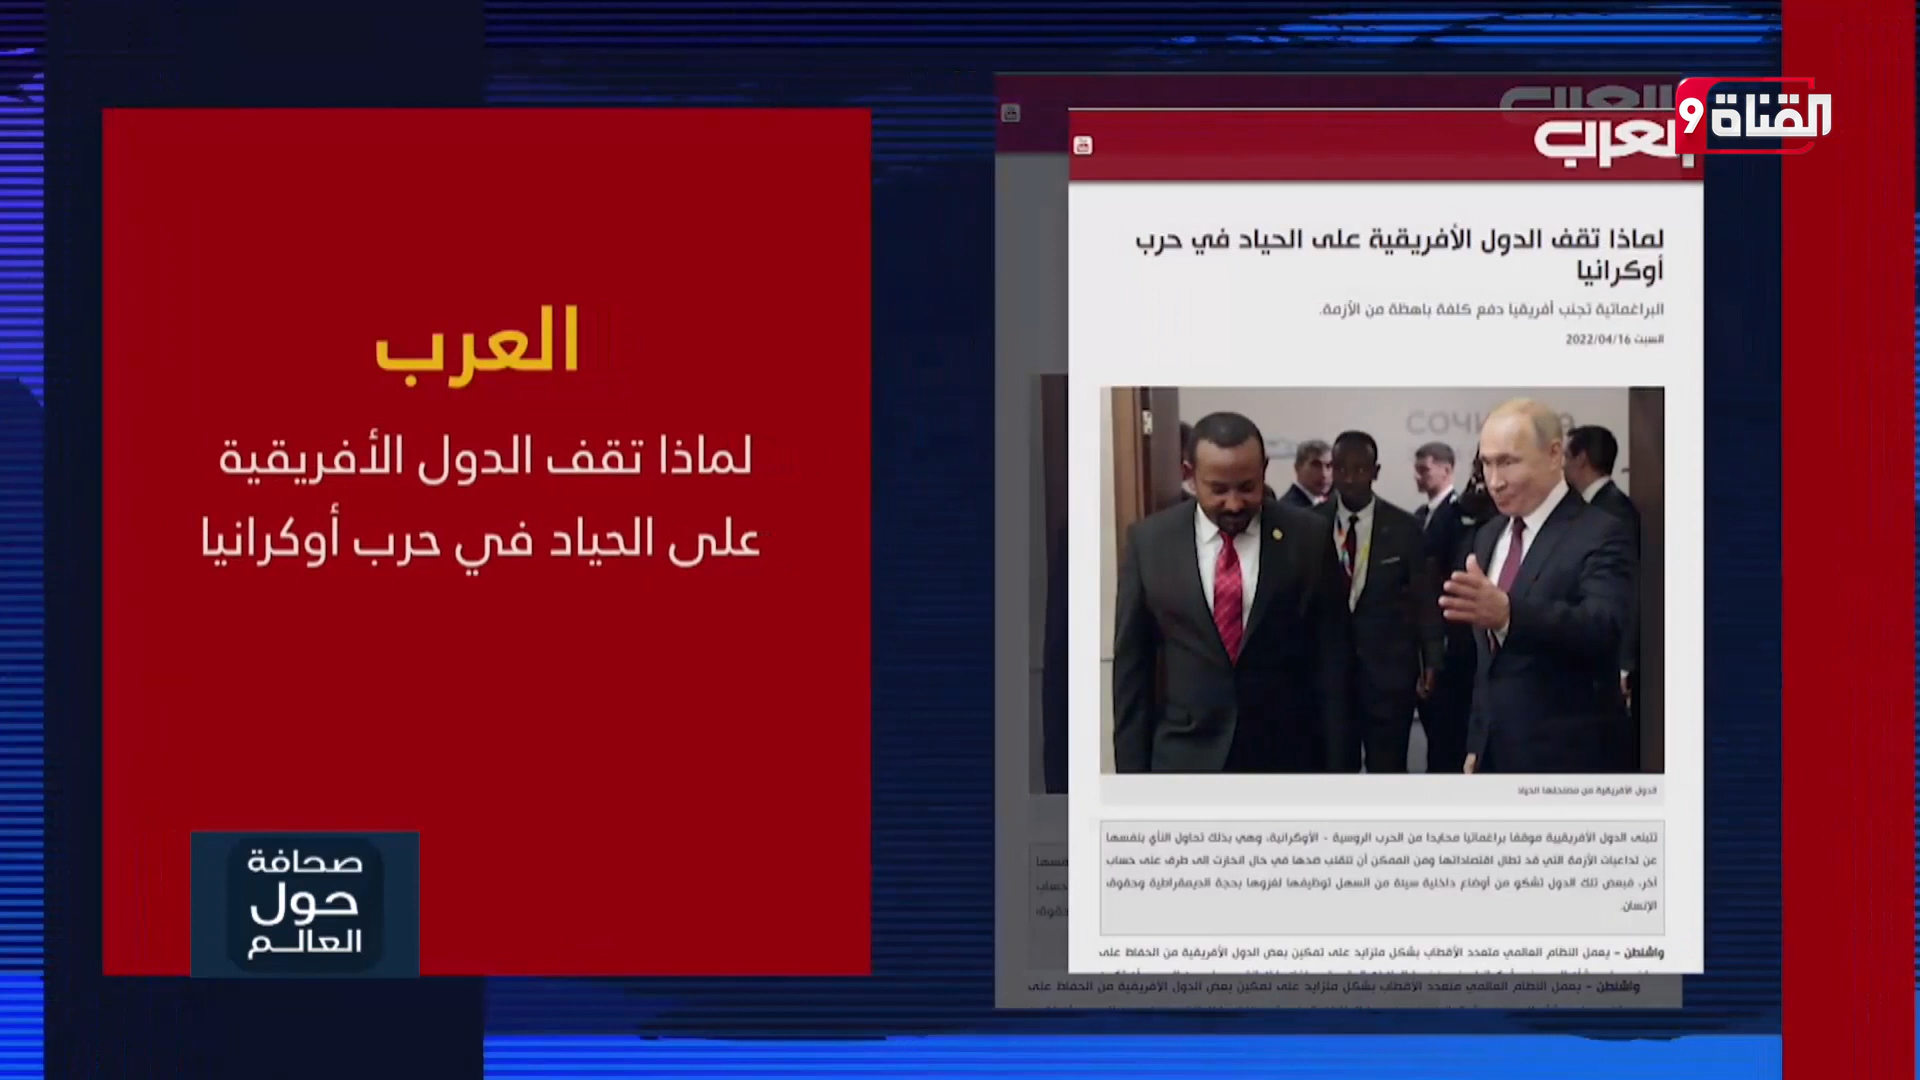 القناة 9
العرب
العرب
لماذا تقف الدول الأفريقية على الحياد في حرب
أوكرانيا
البراغماتية تجنب أفريقيا دفع كلفة باهظة من الأزمة.
السبت 2022/04/16
СОЧИ
الدول الأفريقية من مصلحتها الحياد
تتبنى الدول الأفريقية موقفا براغماتيا محايدا من الحرب الروسية - الأوكرانية، وهي بذلك تحاول النأي بنفسها
عن تداعيات الأزمة التي قد تطال اقتصاداتها ومن الممكن أن تنقلب ضدها في حال انحازت الى طرف على حساب
آخر، فبعض تلك الدول تشكو من أوضاع داخلية سيئة من السهل توظيفها لغزوها بحجة الديمقراطية وحقوق
الإنسان.
واشنطن - يعمل النظام العالمي متعدد الأقطاب بشكل متزايد على تمكين بعض الدول الأفريقية من الحفاظ على
واشنطن - يعمل النظام العالمي متعدد الأقطاب بشكل متزايد على تمكين بعض الدول الأفريقية من الحفاظ على
العرب
لماذا تقف الدول الأفريقية
على الحياد في حرب أوكرانيا
صحافة
حول
العالم